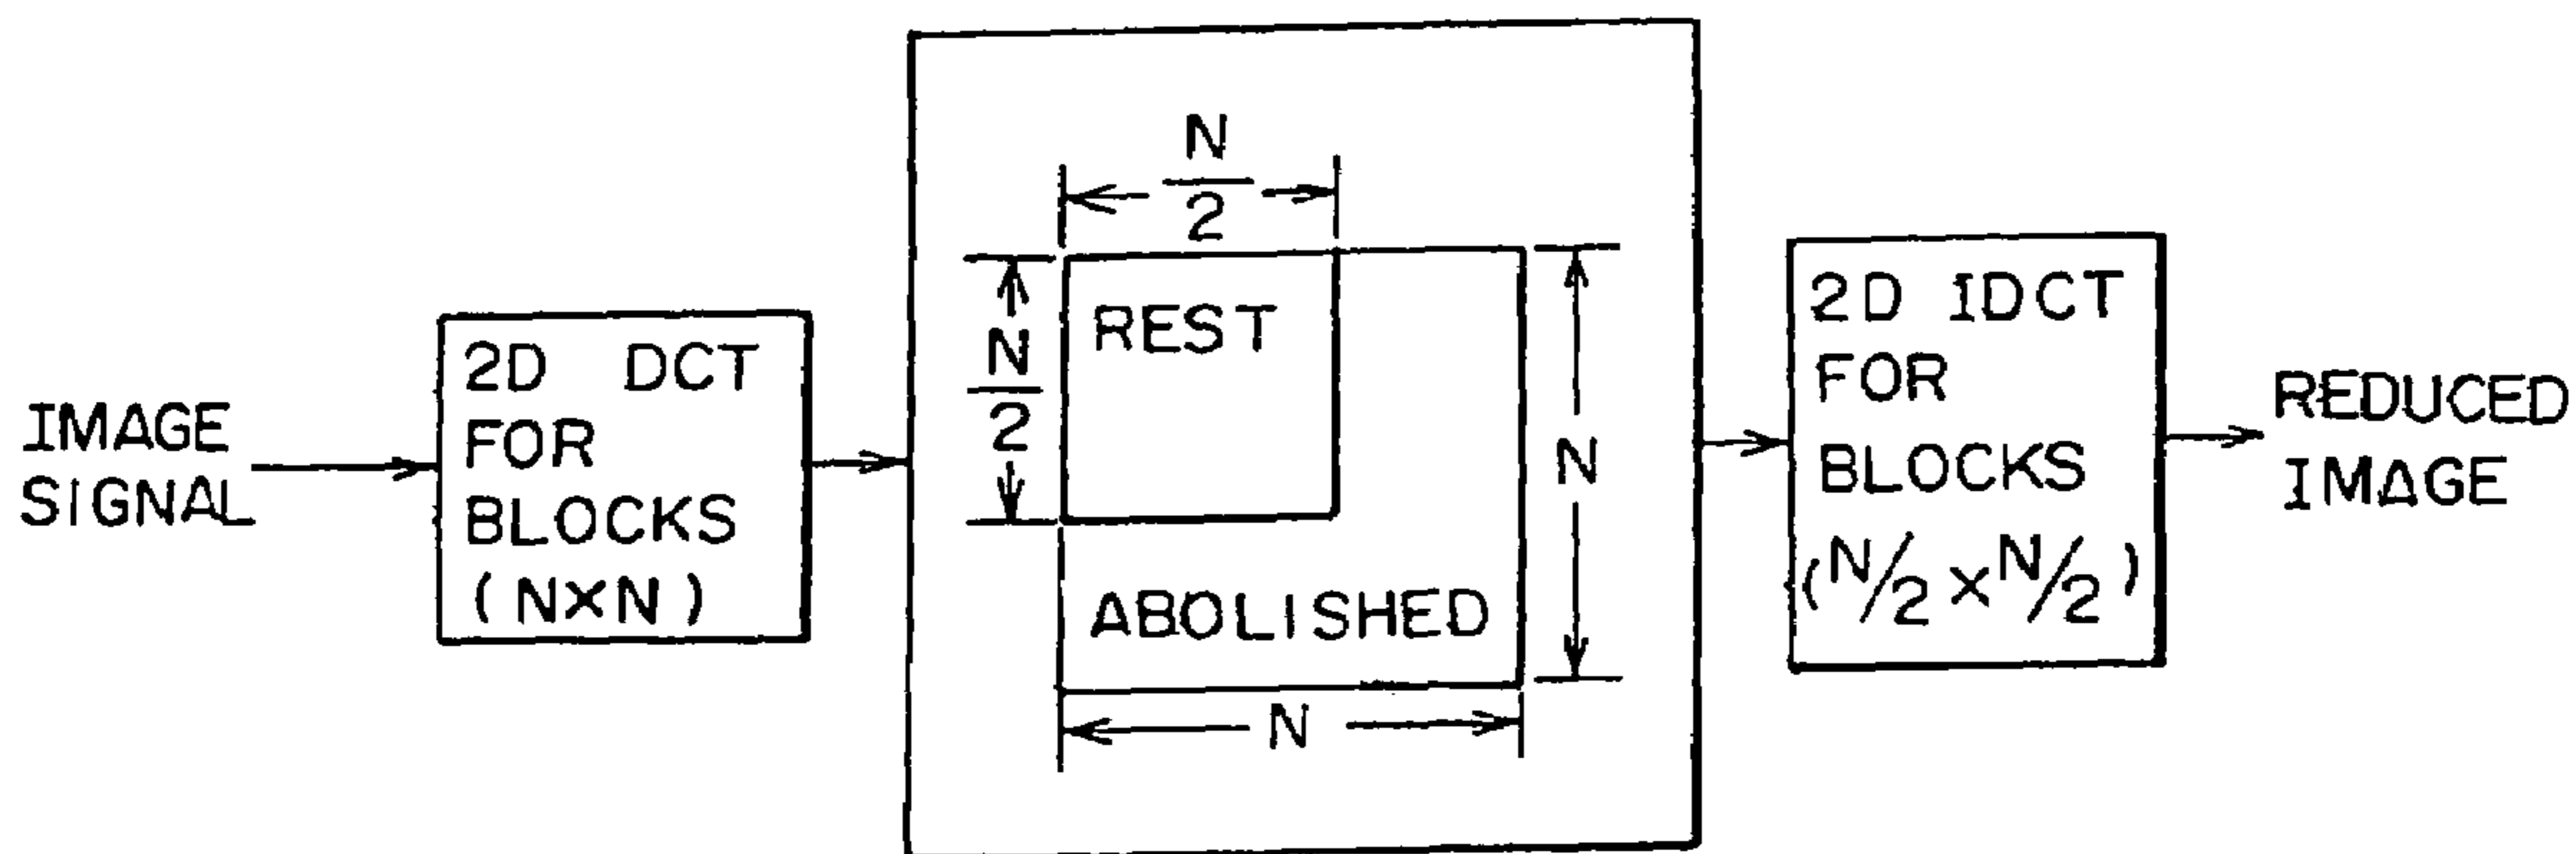 IMAGE
SIGNAL
2D DCT
FOR
BLOCKS
(N×N)
N
2
N
2
REST
ABOLISHED
N
N
2D IDCT
FOR
BLOCKS
(N/2×N/2)
REDUCED
IMAGE